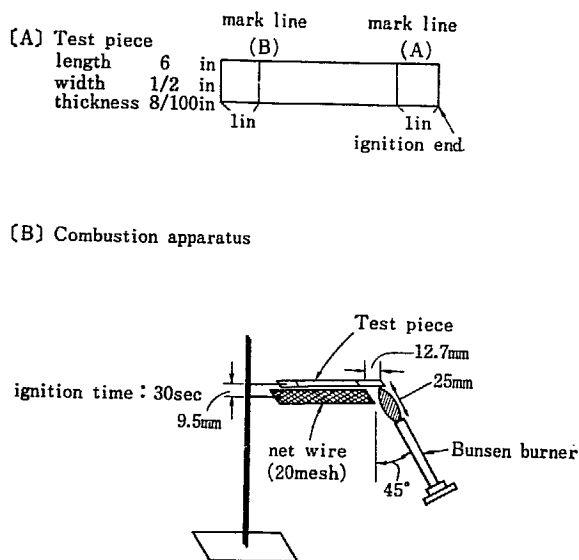 [A] Test piece
length 6 in
width 1/2 in
thickness 8/100in
mark line
(B)
mark line
(A)
1in
1in
ignition end
[B] Combustion apparatus
Test piece
12.7mm
25mm
ignition time : 30sec
9.5mm
net wire
(20mesh)
45°
Bunsen burner